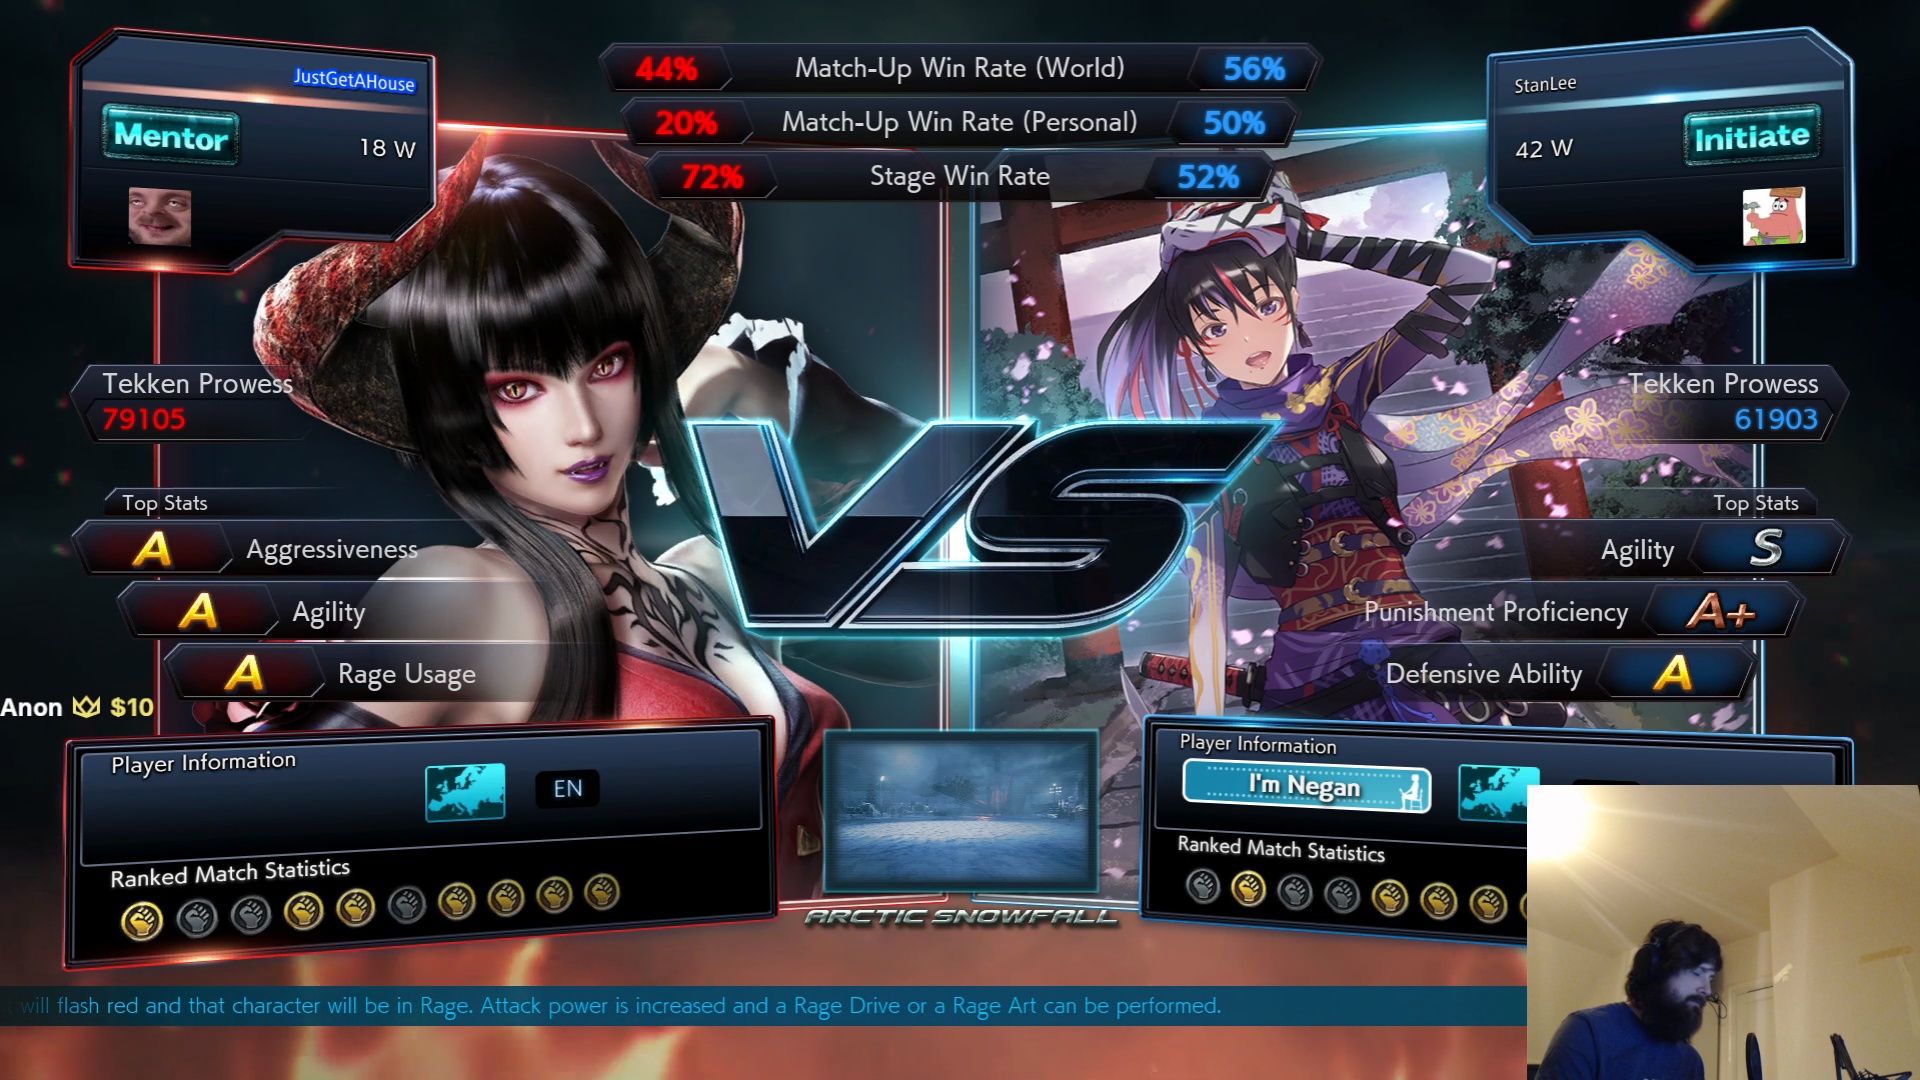 44% Match-Up Win Rate (World) 56%
20% Match-Up Win Rate (Personal) 50%
72% Stage Win Rate 52%
JustGetAHouse
Mentor
18 W
StanLee
42 W
Initiate
Tekken Prowess
79105
Top Stats
A Aggressiveness
A Agility
A Rage Usage
VS
Tekken Prowess
61903
Top Stats
Agility S
Punishment Proficiency A+
Defensive Ability A
Anon $10
Player Information
EN
Ranked Match Statistics
ARCTIC SNOWFALL
Player Information
I'm Negan
Ranked Match Statistics
will flash red and that character will be in Rage. Attack power is increased and a Rage Drive or a Rage Art can be performed.